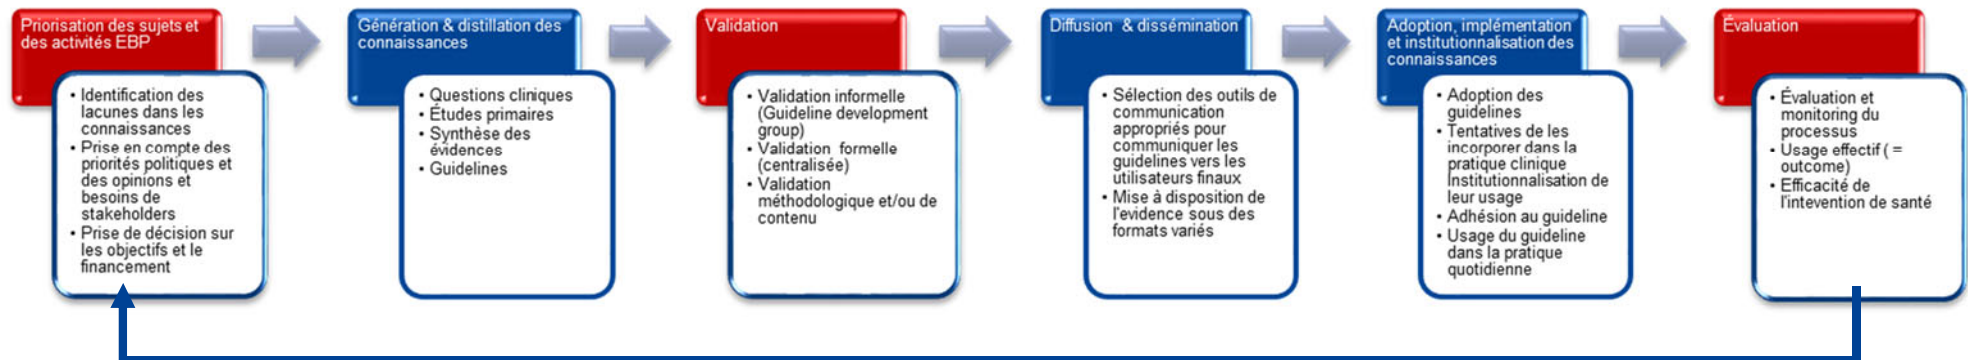 Priorisation des sujets et
des activités EBP
• Identification des
lacunes dans les
connaissances
• Prise en compte des
priorités politiques et
des opinions et
besoins de
stakeholders
• Prise de décision sur
les objectifs et le
financement
Génération & distillation des
connaissances
• Questions cliniques
• Études primaires
• Synthèse des
évidences
• Guidelines
Validation
• Validation informelle
(Guideline development
group)
• Validation formelle
(centralisée)
• Validation
méthodologique et/ou de
contenu
Diffusion & dissémination
• Sélection des outils de
communication
appropriés pour
communiquer les
guidelines vers les
utilisateurs finaux
• Mise à disposition de
l'evidence sous des
formats variés
Adoption, implémentation
et institutionnalisation des
connaissances
• Adoption des
guidelines
• Tentatives de les
incorporer dans la
pratique clinique
Institutionnalisation de
leur usage
• Adhésion au guideline
• Usage du guideline
dans la pratique
quotidienne
Évaluation
• Évaluation et
monitoring du
processus
• Usage effectif ( =
outcome)
• Efficacité de
l'intevention de santé